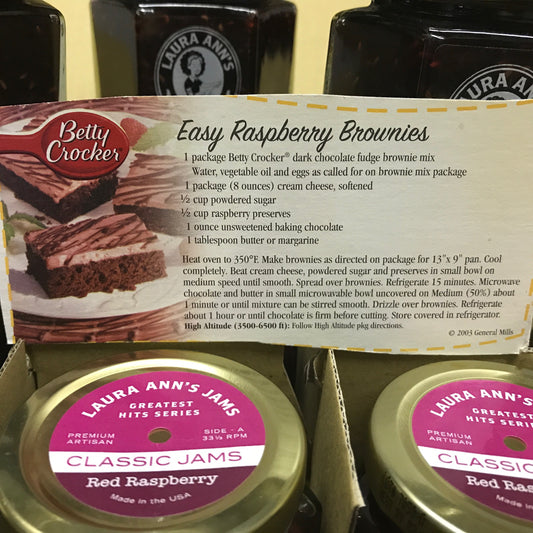 LAURA ANN'S
URA ANN'S
Betty
Crocker
Easy Raspberry Brownies
1 package Betty Crocker® dark chocolate fudge brownie mix
Water, vegetable oil and eggs as called for on brownie mix package
1 package (8 ounces) cream cheese, softened
½ cup powdered sugar
½ cup raspberry preserves
1 ounce unsweetened baking chocolate
1 tablespoon butter or margarine
Heat oven to 350°F. Make brownies as directed on package for 13"x 9" pan. Cool
completely. Beat cream cheese, powdered sugar and preserves in small bowl on
medium speed until smooth. Spread over brownies. Refrigerate 15 minutes. Microwave
chocolate and butter in small microwavable bowl uncovered on Medium (50%) about
1 minute or until mixture can be stirred smooth. Drizzle over brownies. Refrigerate
about 1 hour or until chocolate is firm before cutting. Store covered in refrigerator.
High Altitude (3500-6500 ft): Follow High Altitude pkg directions.
© 2003 General Mills
LAURA ANN'S JAMS
GREATEST
HITS SERIES
PREMIUM
ARTISAN
SIDE - A
33⅓ RPM
CLASSIC JAMS
Red Raspberry
Made in the USA
LAURA ANN'S
GREATEST
HITS SERIES
PREMIUM
ARTISAN
CLASSIC
Red Raspberry
Made in the USA